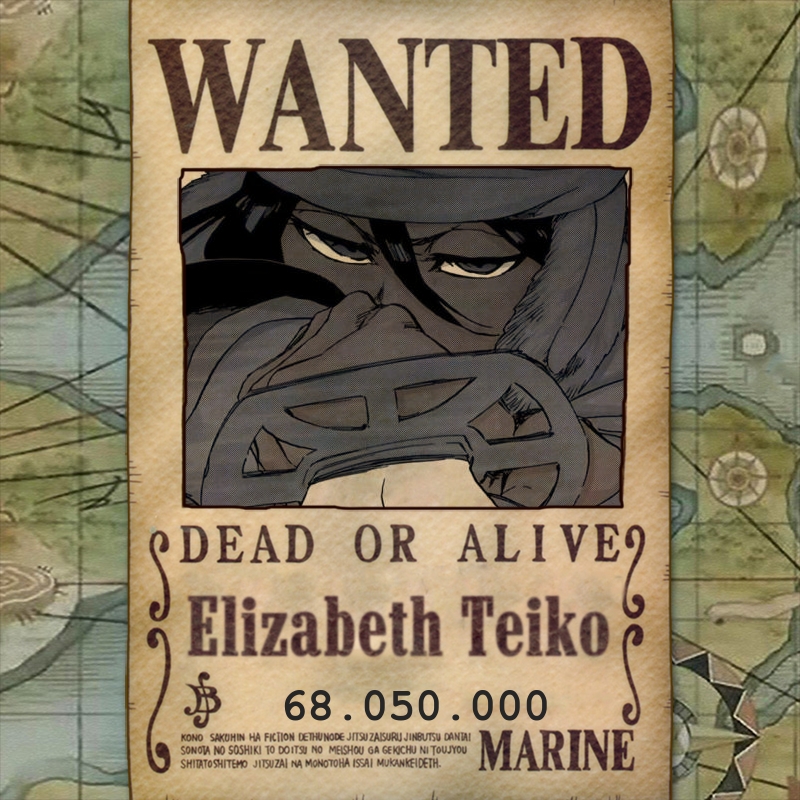 WANTED
DEAD OR ALIVE
Elizabeth Teiko
68.050.000
KONO SAKUHIN HA FICTION DETHUNODE JITSUZAISURU JINBUTSU DANTAI
SONOTA NO SOSHIKI TO DOITSU NO MEISHOU GA GEKICHU NI TOUJYOU
SHITATOSHITEMO JITSUZAI NA MONOTOHA ISSAI MUKANKEIDETH.
MARINE